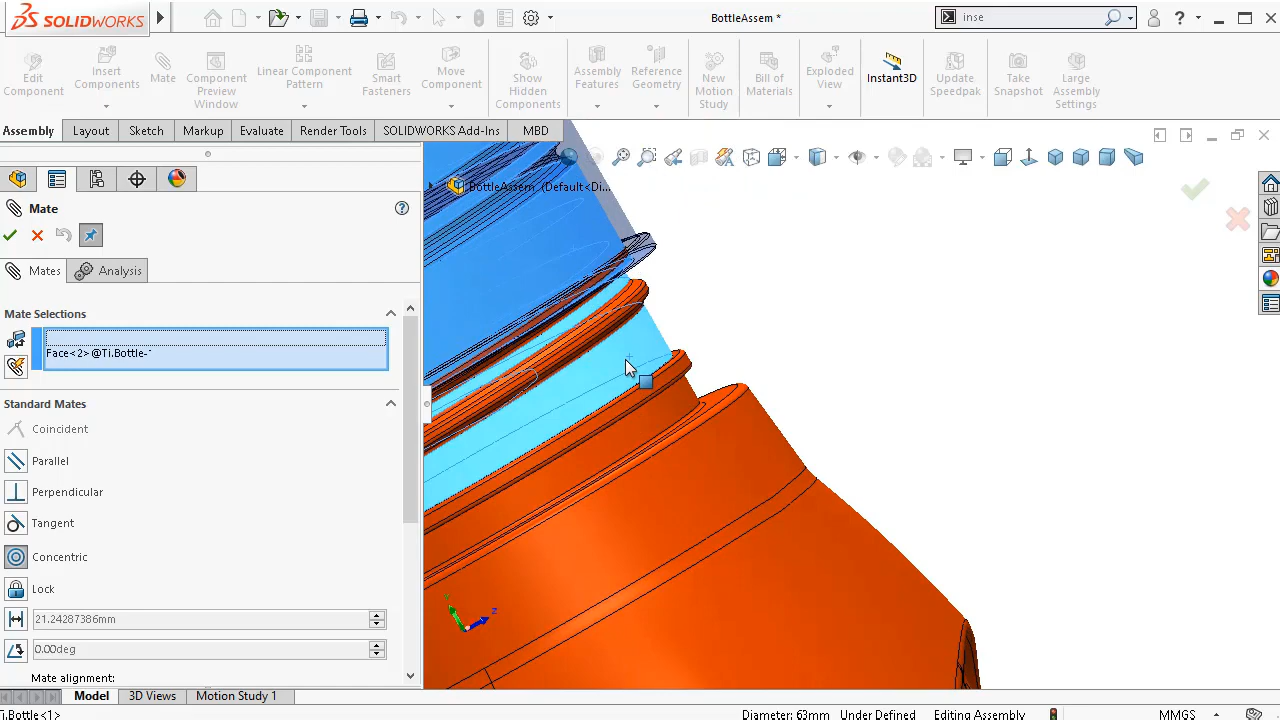 SOLIDWORKS
BottleAssem *
inse
Edit Component
Insert Components
Mate
Component Preview Window
Linear Component Pattern
Smart Fasteners
Move Component
Show Hidden Components
Assembly Features
Reference Geometry
New Motion Study
Bill of Materials
Exploded View
Instant3D
Update Speedpak
Take Snapshot
Large Assembly Settings
Assembly
Layout
Sketch
Markup
Evaluate
Render Tools
SOLIDWORKS Add-Ins
MBD
BottleAssem (Default<Di...
Mate
Mates
Analysis
Mate Selections
Face<2>@Ti.Bottle-
Standard Mates
Coincident
Parallel
Perpendicular
Tangent
Concentric
Lock
21.24287386mm
0.00deg
Mate alignment:
Y
Z
Model
3D Views
Motion Study 1
Ti.Bottle<1>
Diameter: 63mm
Under Defined
Editing Assembly
MMGS